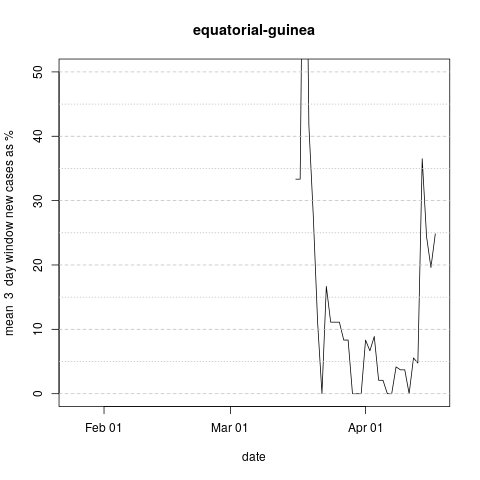 equatorial-guinea
mean 3 day window new cases as %
50
40
30
20
10
0
Feb 01
Mar 01
Apr 01
date